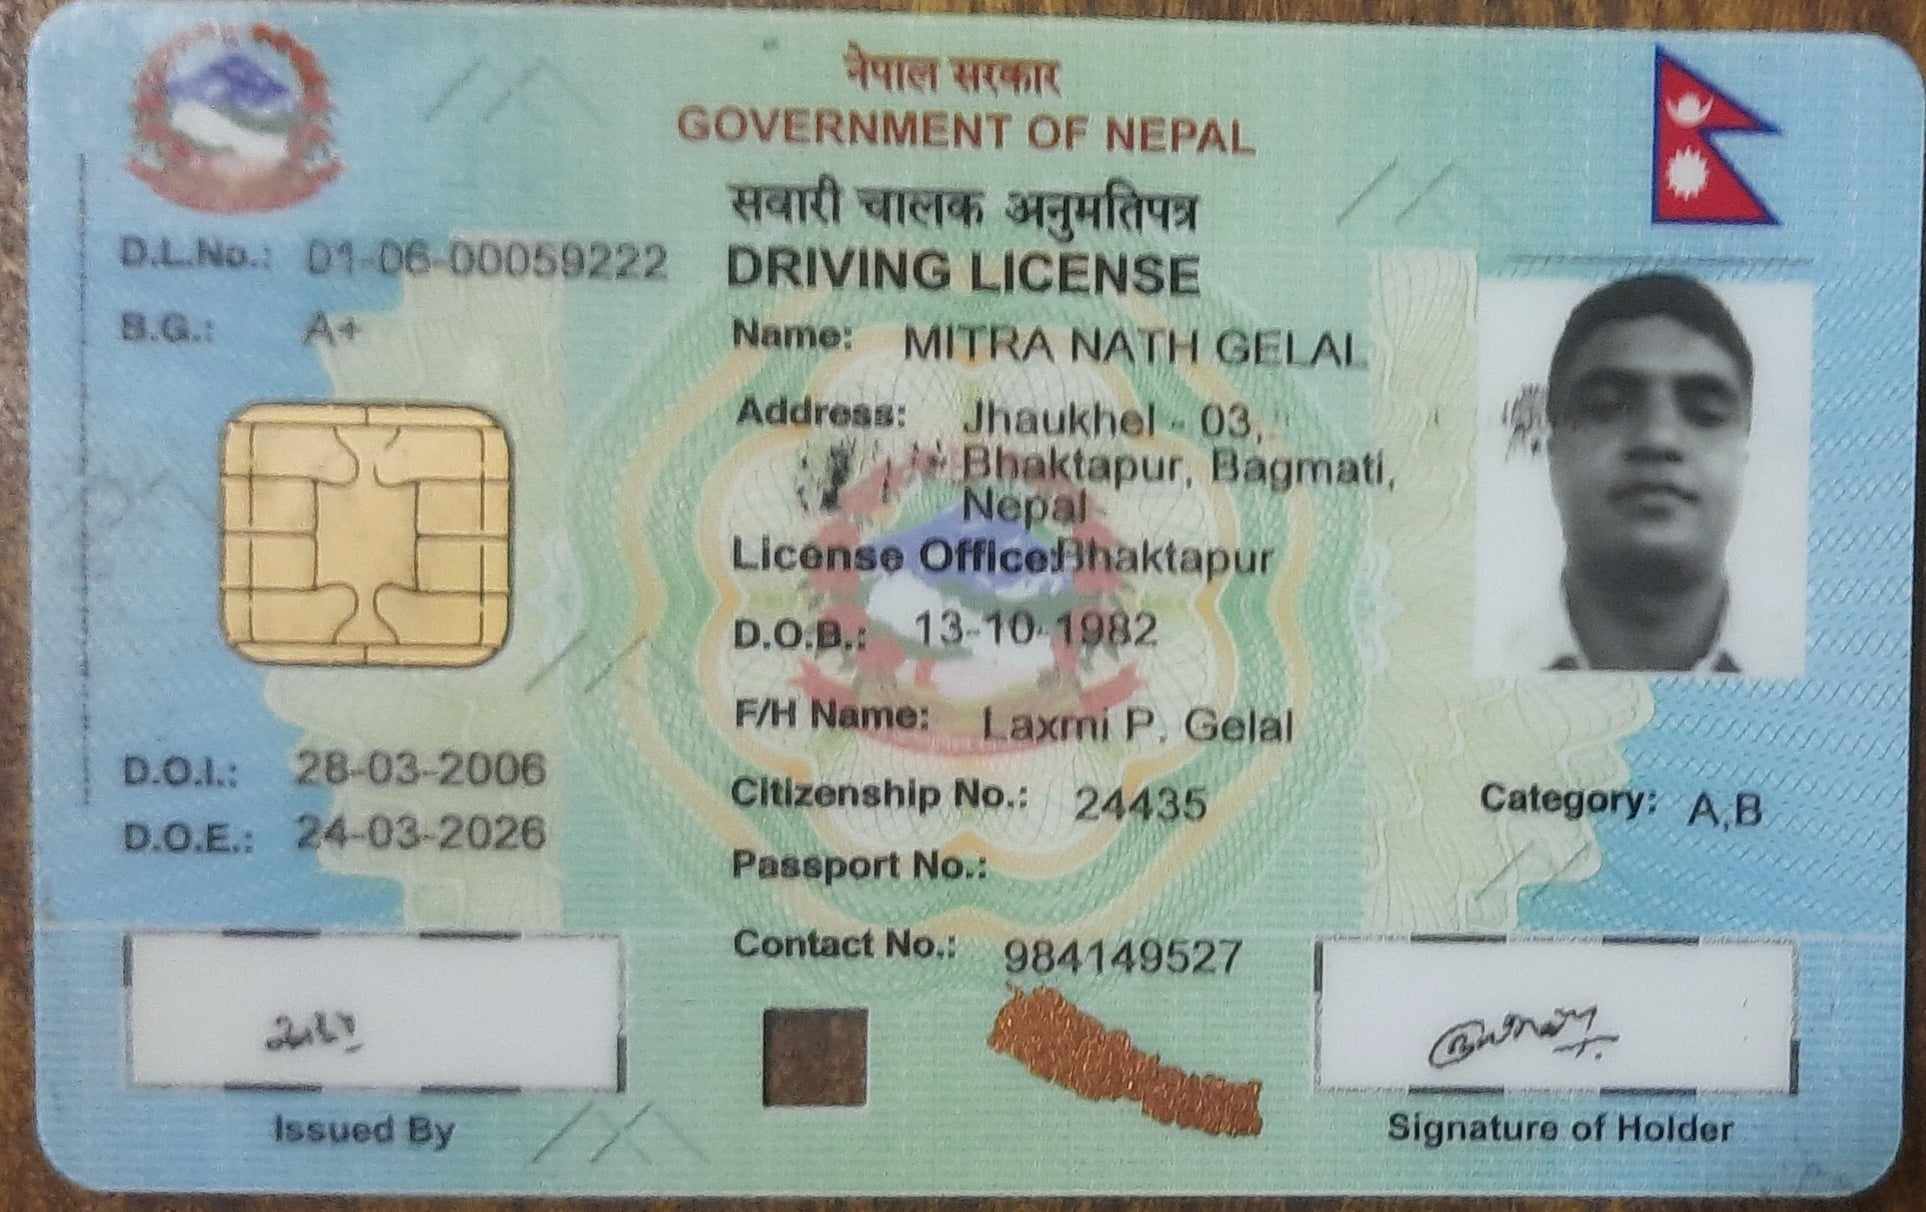 नेपाल सरकार
GOVERNMENT OF NEPAL
सवारी चालक अनुमतिपत्र
DRIVING LICENSE
D.L.No.: 01-06-00059222
B.G.: A+
Name: MITRA NATH GELAL
Address: Jhaukhel - 03,
Bhaktapur, Bagmati,
Nepal
License Office: Bhaktapur
D.O.B.: 13-10-1982
F/H Name: Laxmi P. Gelal
D.O.I.: 28-03-2006
D.O.E.: 24-03-2026
Citizenship No.: 24435
Category: A,B
Passport No.:
Contact No.: 984149527
Issued By
Signature of Holder